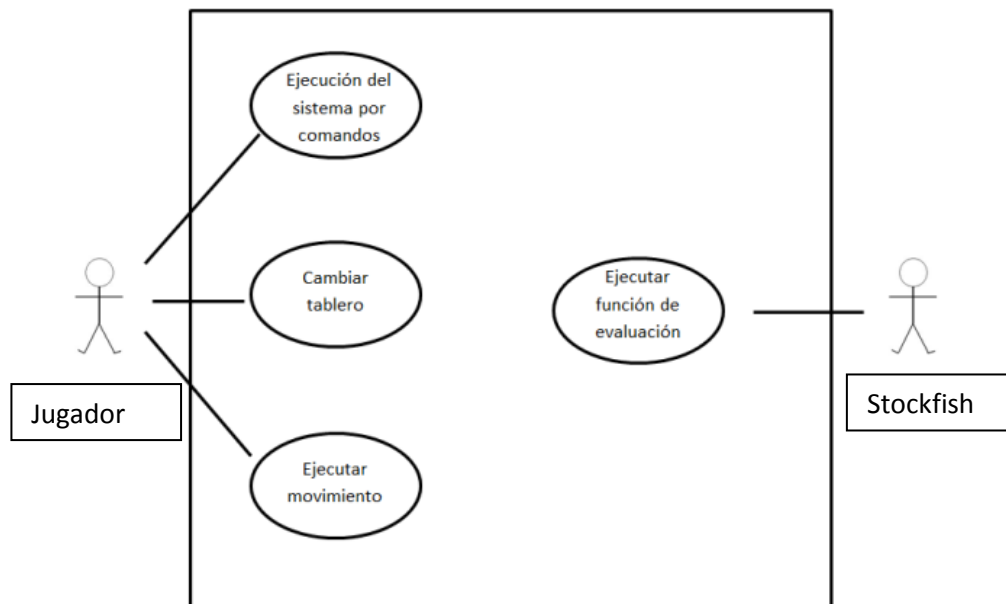 Ejecución del
sistema por
comandos
Cambiar
tablero
Ejecutar
función de
evaluación
Jugador
Stockfish
Ejecutar
movimiento